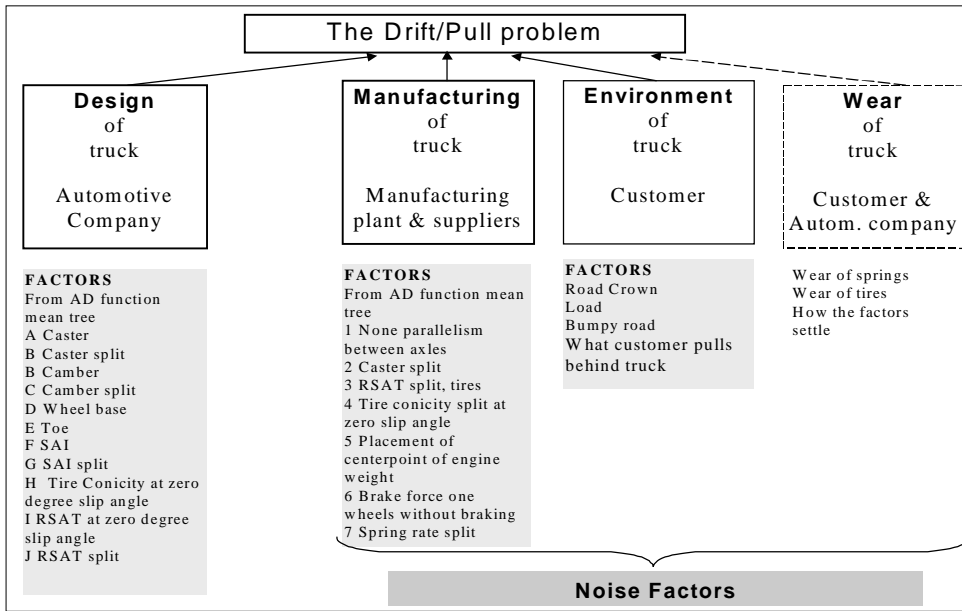 The Drift/Pull problem
Design
of
truck
Automotive
Company
Manufacturing
of
truck
Manufacturing
plant & suppliers
Environment
of
truck
Customer
Wear
of
truck
Customer &
Autom. company
FACTORS
From AD function
mean tree
A Caster
B Caster split
B Camber
C Camber split
D Wheel base
E Toe
F SAI
G SAI split
H Tire Conicity at zero
degree slip angle
I RSAT at zero degree
slip angle
J RSAT split
FACTORS
From AD function mean
tree
1 None parallelism
between axles
2 Caster split
3 RSAT split, tires
4 Tire conicity split at
zero slip angle
5 Placement of
centerpoint of engine
weight
6 Brake force one
wheels without braking
7 Spring rate split
FACTORS
Road Crown
Load
Bumpy road
What customer pulls
behind truck
Wear of springs
Wear of tires
How the factors
settle
Noise Factors